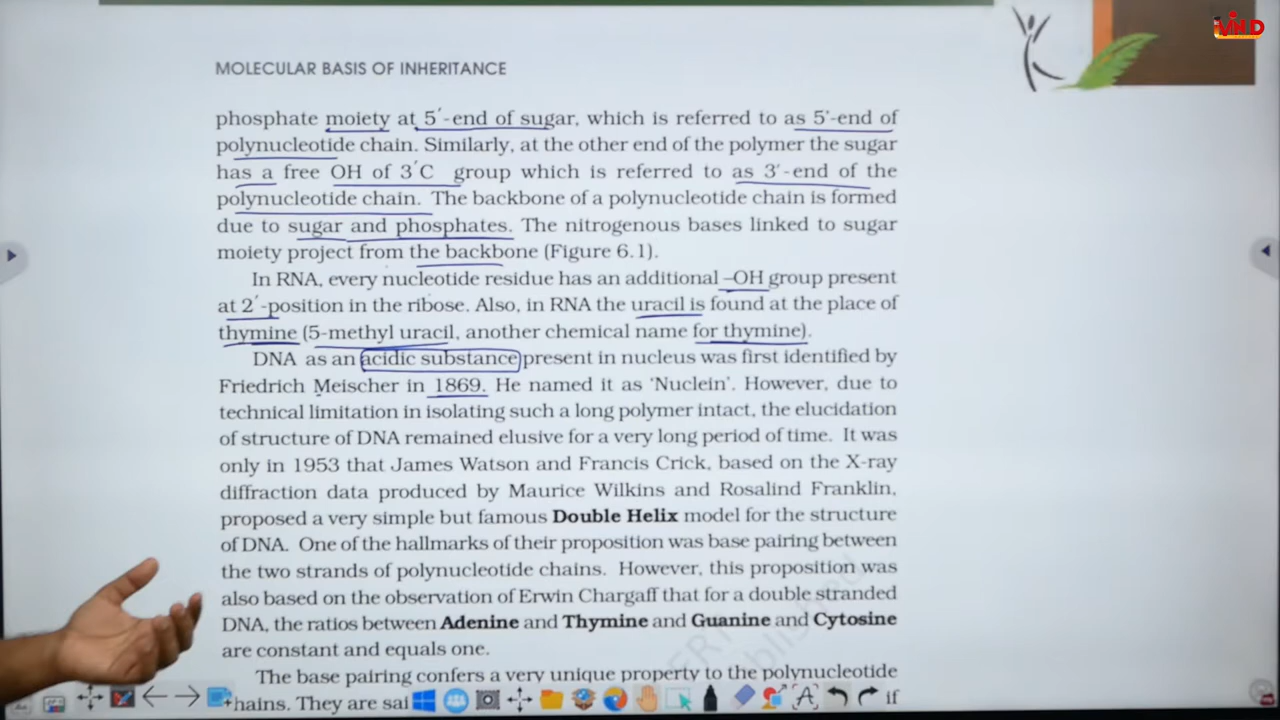 MIND
MOLECULAR BASIS OF INHERITANCE
phosphate moiety at 5′-end of sugar, which is referred to as 5′-end of
polynucleotide chain. Similarly, at the other end of the polymer the sugar
has a free OH of 3′C group which is referred to as 3′-end of the
polynucleotide chain. The backbone of a polynucleotide chain is formed
due to sugar and phosphates. The nitrogenous bases linked to sugar
moiety project from the backbone (Figure 6.1).
In RNA, every nucleotide residue has an additional –OH group present
at 2′-position in the ribose. Also, in RNA the uracil is found at the place of
thymine (5-methyl uracil, another chemical name for thymine).
DNA as an acidic substance present in nucleus was first identified by
Friedrich Meischer in 1869. He named it as ‘Nuclein’. However, due to
technical limitation in isolating such a long polymer intact, the elucidation
of structure of DNA remained elusive for a very long period of time. It was
only in 1953 that James Watson and Francis Crick, based on the X-ray
diffraction data produced by Maurice Wilkins and Rosalind Franklin,
proposed a very simple but famous Double Helix model for the structure
of DNA. One of the hallmarks of their proposition was base pairing between
the two strands of polynucleotide chains. However, this proposition was
also based on the observation of Erwin Chargaff that for a double stranded
DNA, the ratios between Adenine and Thymine and Guanine and Cytosine
are constant and equals one.
The base pairing confers a very unique property to the polynucleotide
hains. They are sai if